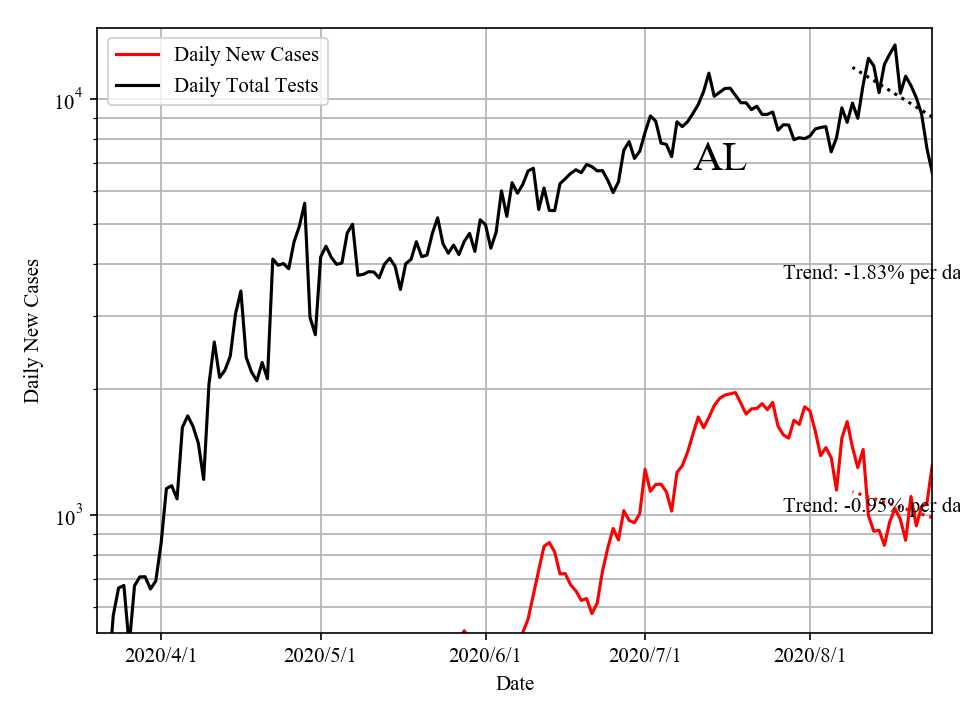 Daily New Cases
Daily Total Tests
10^4
AL
Trend: -1.83% per da
Daily New Cases
Trend: -0.95% per da
10^3
2020/4/1
2020/5/1
2020/6/1
2020/7/1
2020/8/1
Date